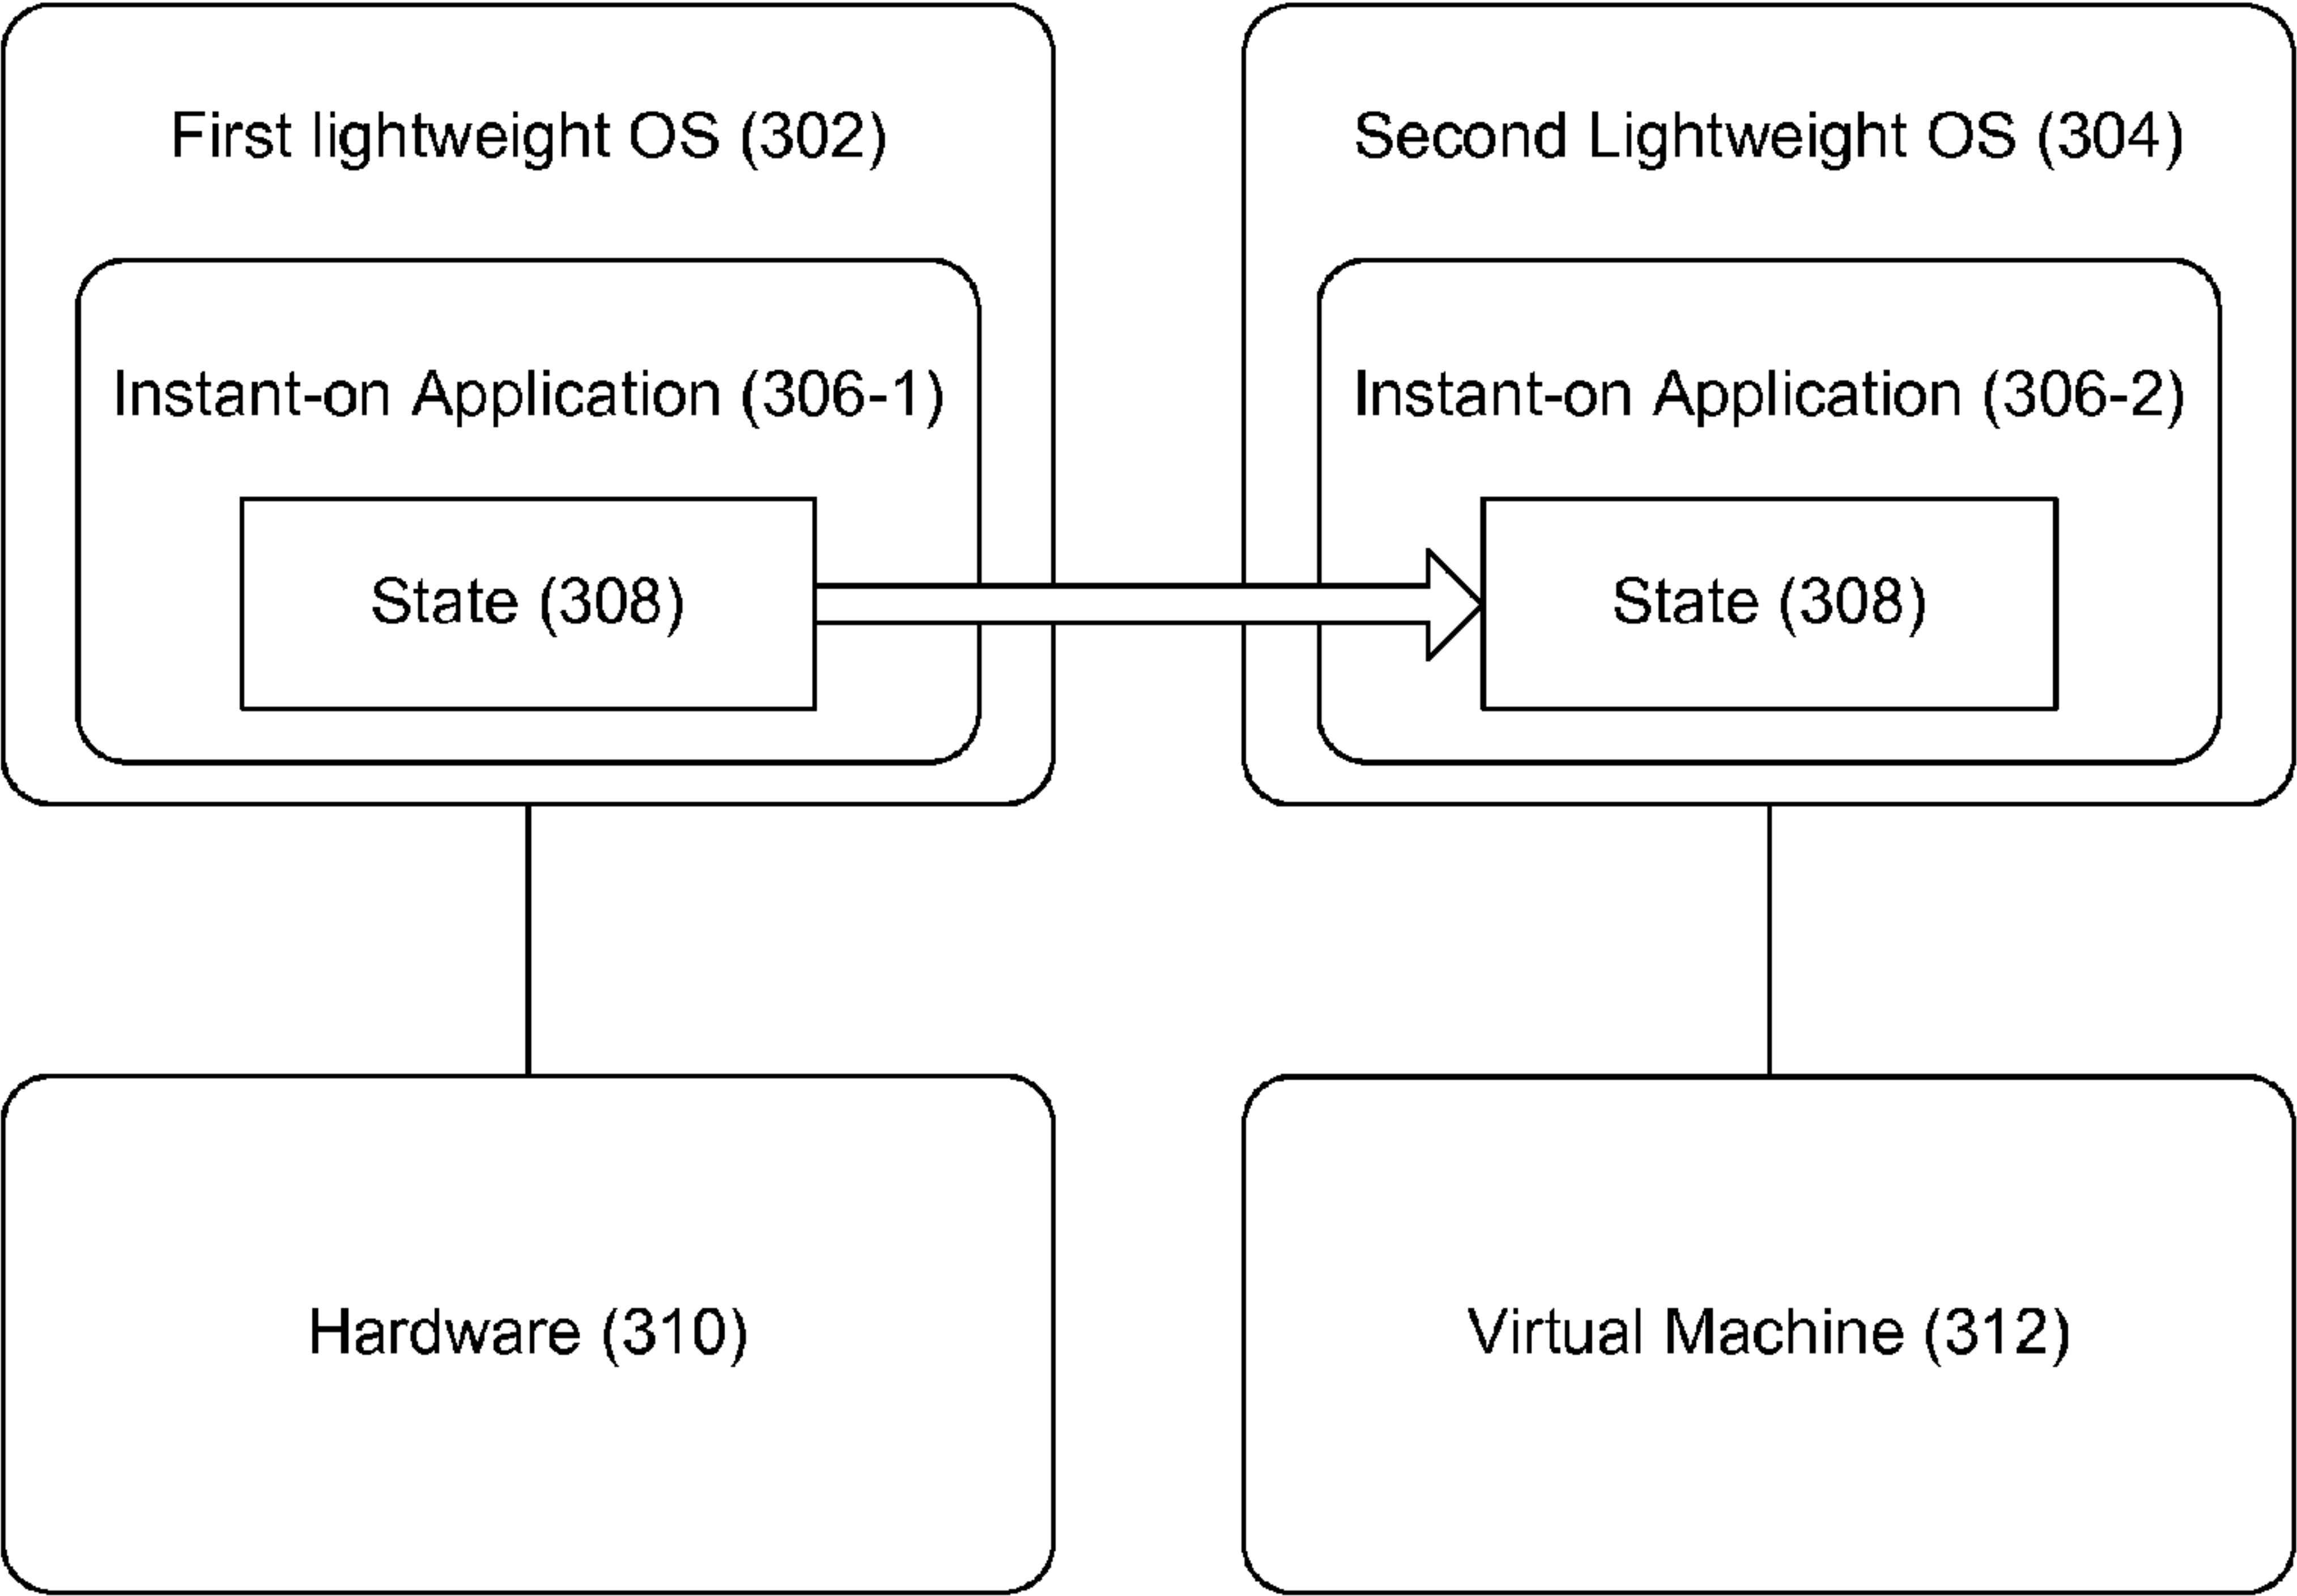 First lightweight OS (302)
Instant-on Application (306-1)
State (308)
Second Lightweight OS (304)
Instant-on Application (306-2)
State (308)
Hardware (310)
Virtual Machine (312)